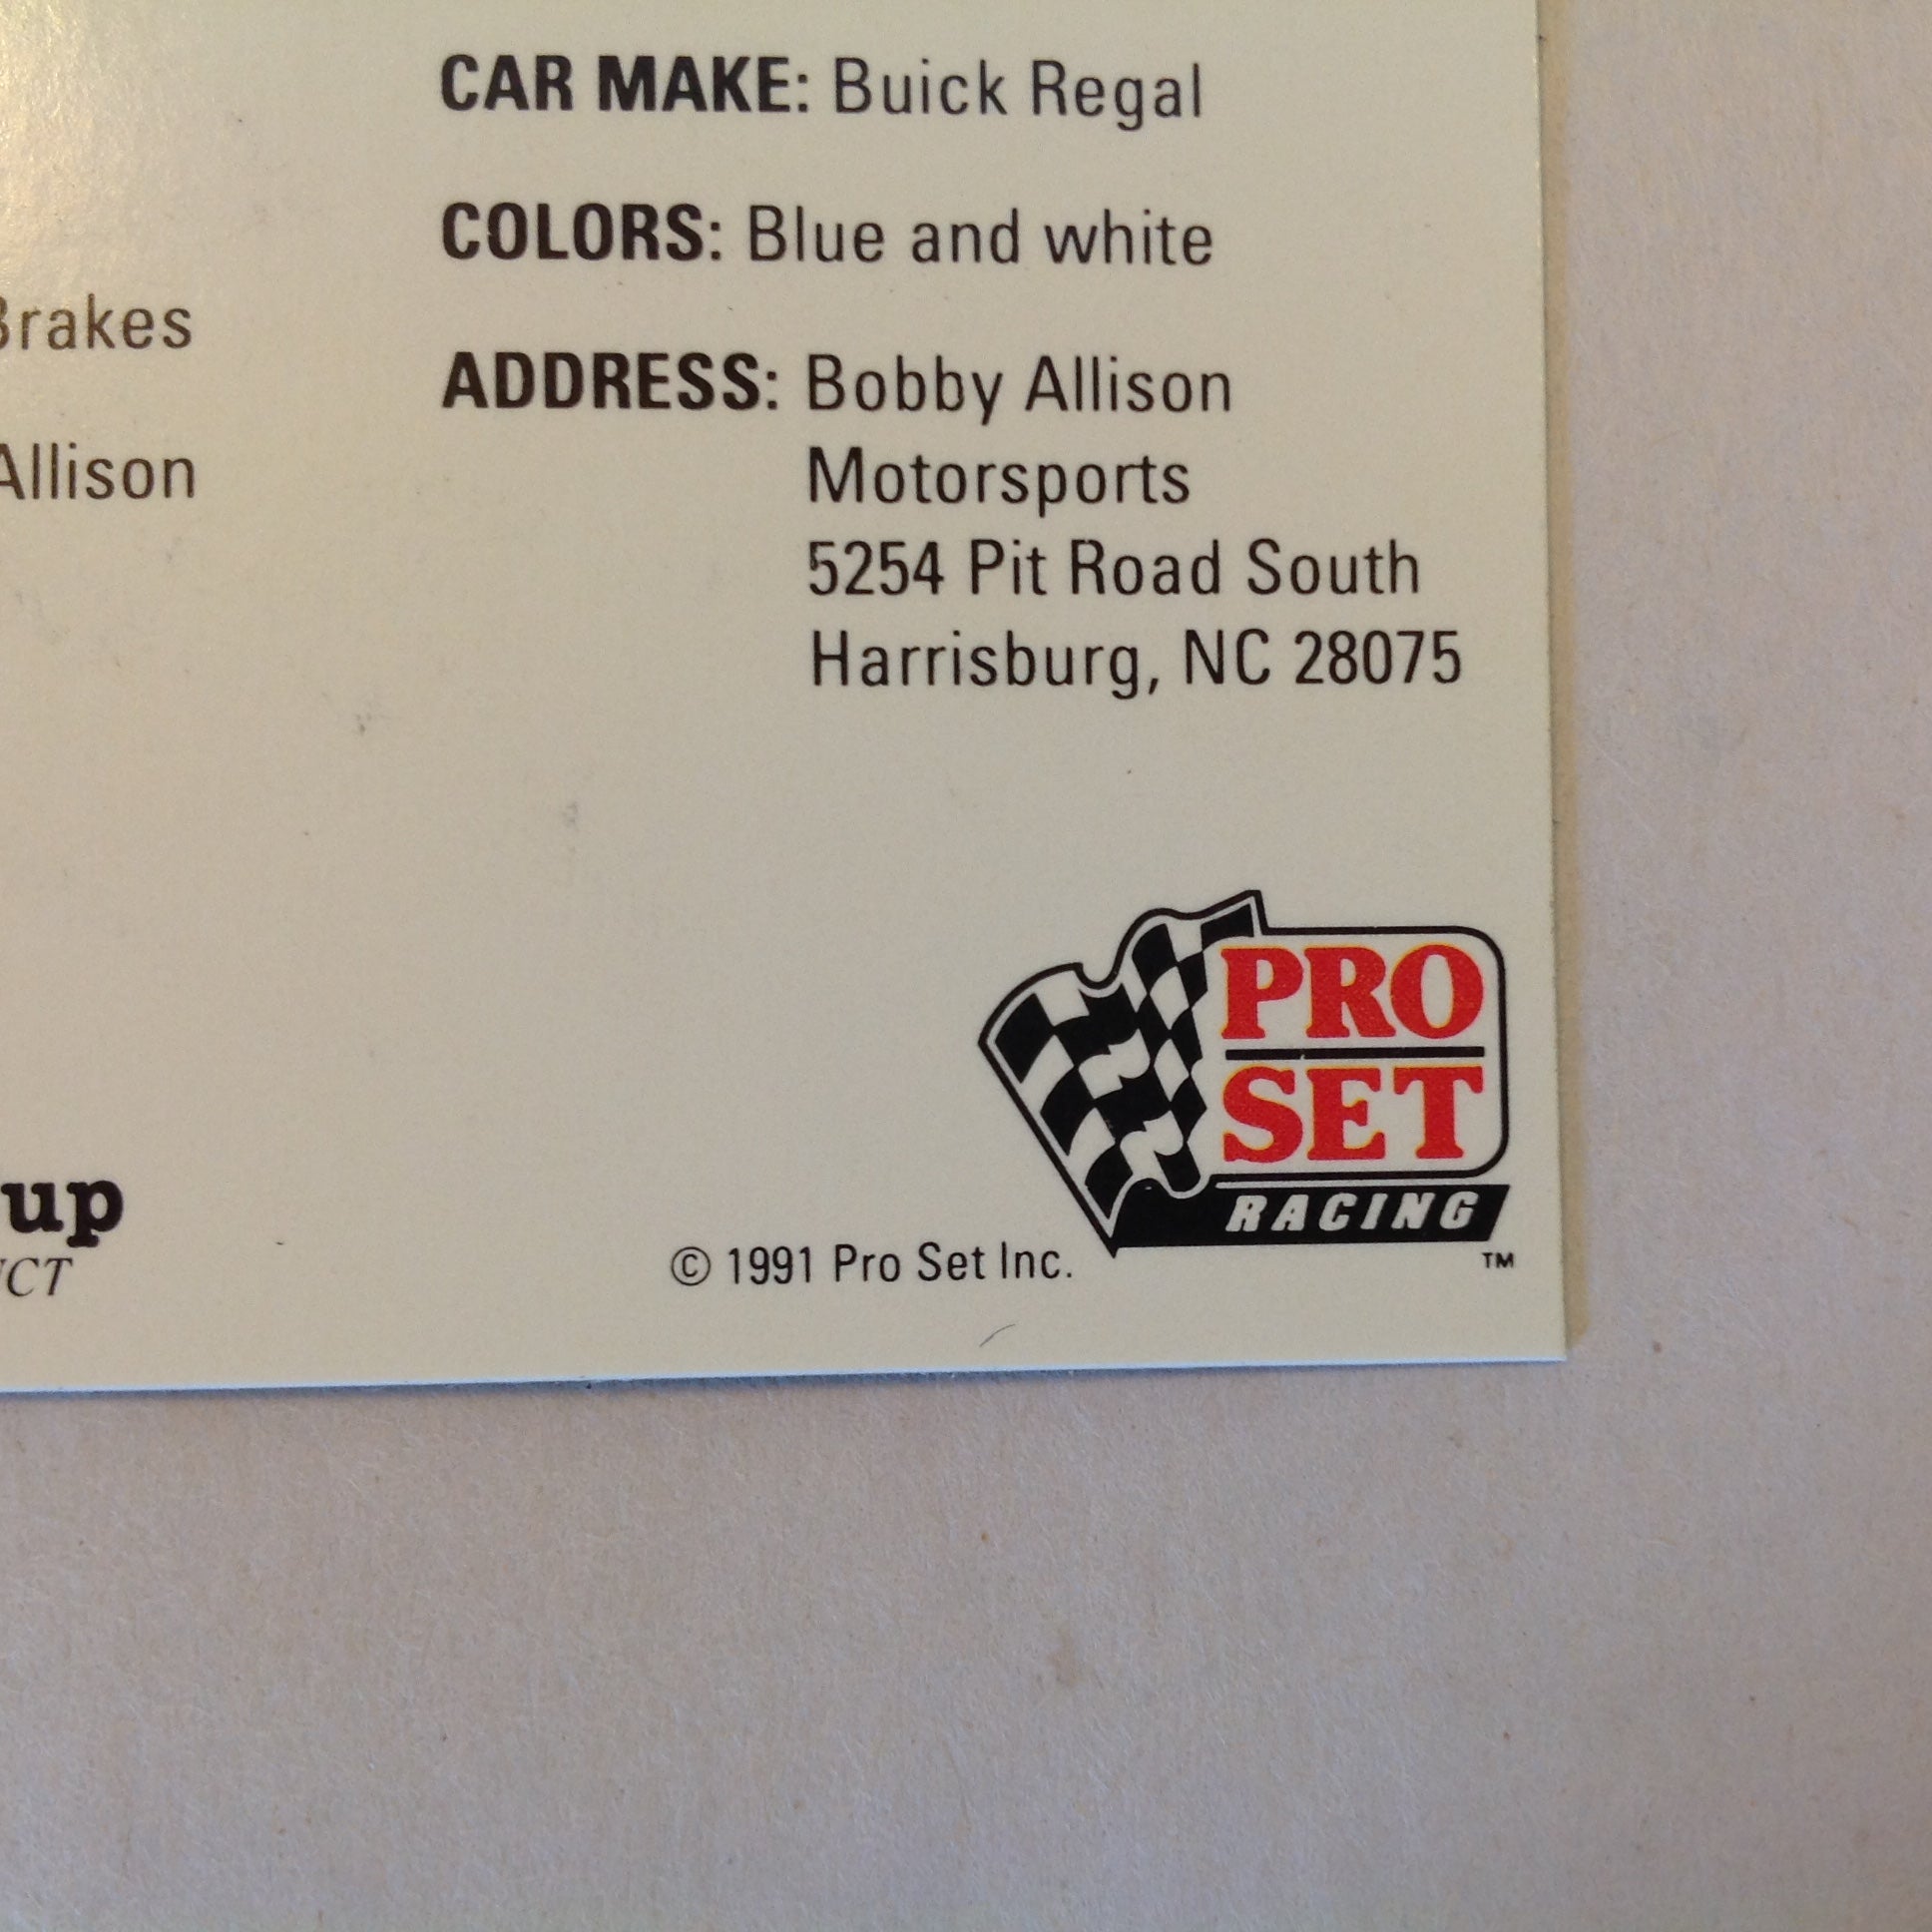 CAR MAKE: Buick Regal
COLORS: Blue and white
Brakes
ADDRESS: Bobby Allison
Allison
Motorsports
5254 Pit Road South
Harrisburg, NC 28075
PRO
SET
RACING
up
CT
© 1991 Pro Set Inc.
TM